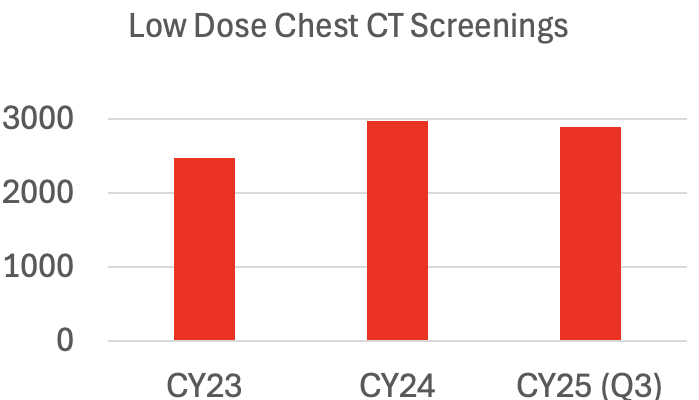 Low Dose Chest CT Screenings
3000
2000
1000
0
CY23
CY24
CY25 (Q3)